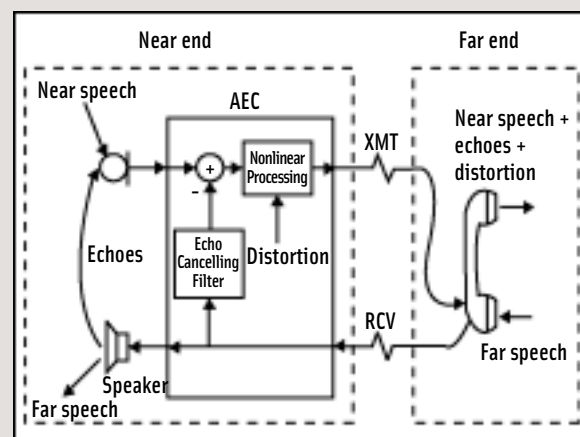 Near end
Far end
Near speech
AEC
XMT
Near speech +
echoes +
distortion
+
Nonlinear
Processing
-
Echoes
Echo
Cancelling
Filter
Distortion
RCV
Speaker
Far speech
Far speech